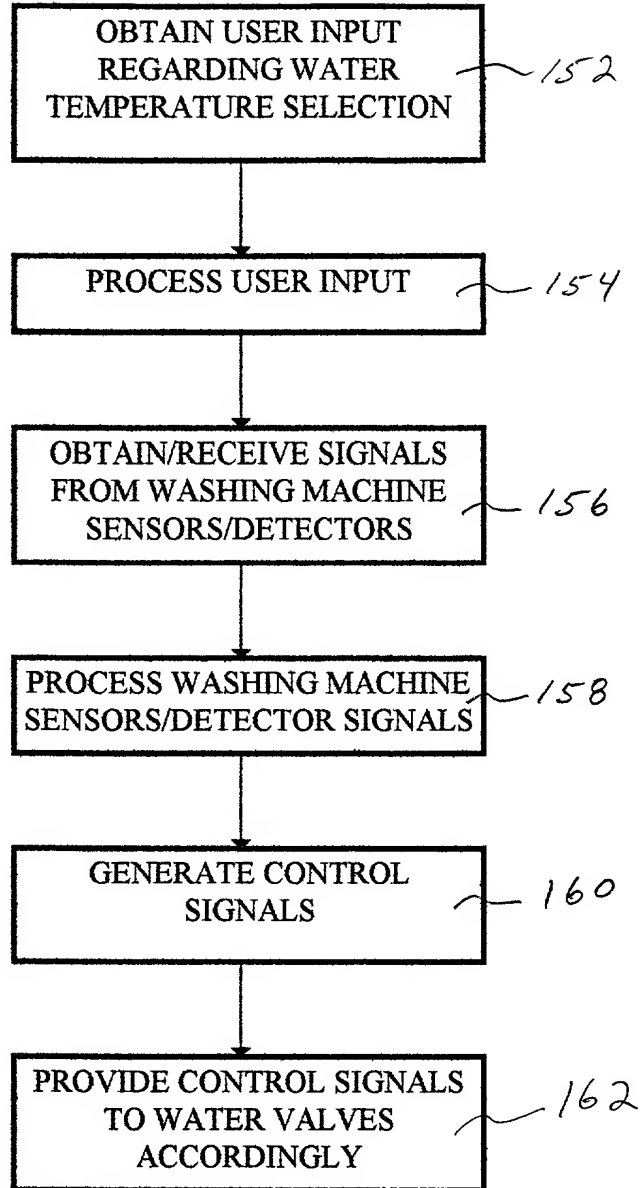 OBTAIN USER INPUT
REGARDING WATER
TEMPERATURE SELECTION
152
PROCESS USER INPUT
154
OBTAIN/RECEIVE SIGNALS
FROM WASHING MACHINE
SENSORS/DETECTORS
156
PROCESS WASHING MACHINE
SENSORS/DETECTOR SIGNALS
158
GENERATE CONTROL
SIGNALS
160
PROVIDE CONTROL SIGNALS
TO WATER VALVES
ACCORDINGLY
162